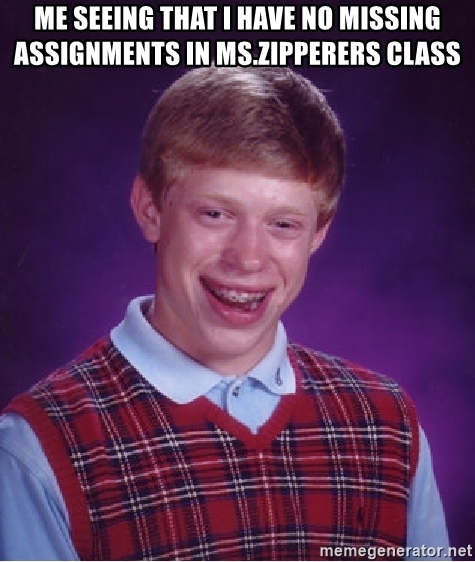 ME SEEING THAT I HAVE NO MISSING
ASSIGNMENTS IN MS.ZIPPERERS CLASS
memegenerator.net